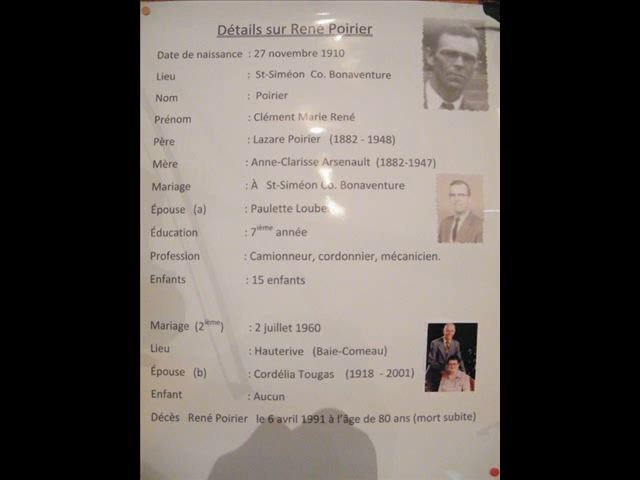 Détails sur René Poirier
Date de naissance : 27 novembre 1910
Lieu : St-Siméon Co. Bonaventure
Nom : Poirier
Prénom : Clément Marie René
Père : Lazare Poirier (1882 - 1948)
Mère : Anne-Clarisse Arsenault (1882-1947)
Mariage : À St-Siméon Co. Bonaventure
Épouse (a) : Paulette Loubert
Éducation : 7ième année
Profession : Camionneur, cordonnier, mécanicien.
Enfants : 15 enfants
Mariage (2ième) : 2 juillet 1960
Lieu : Hauterive (Baie-Comeau)
Épouse (b) : Cordélia Tougas (1918 - 2001)
Enfant : Aucun
Décès René Poirier le 6 avril 1991 à l'âge de 80 ans (mort subite)